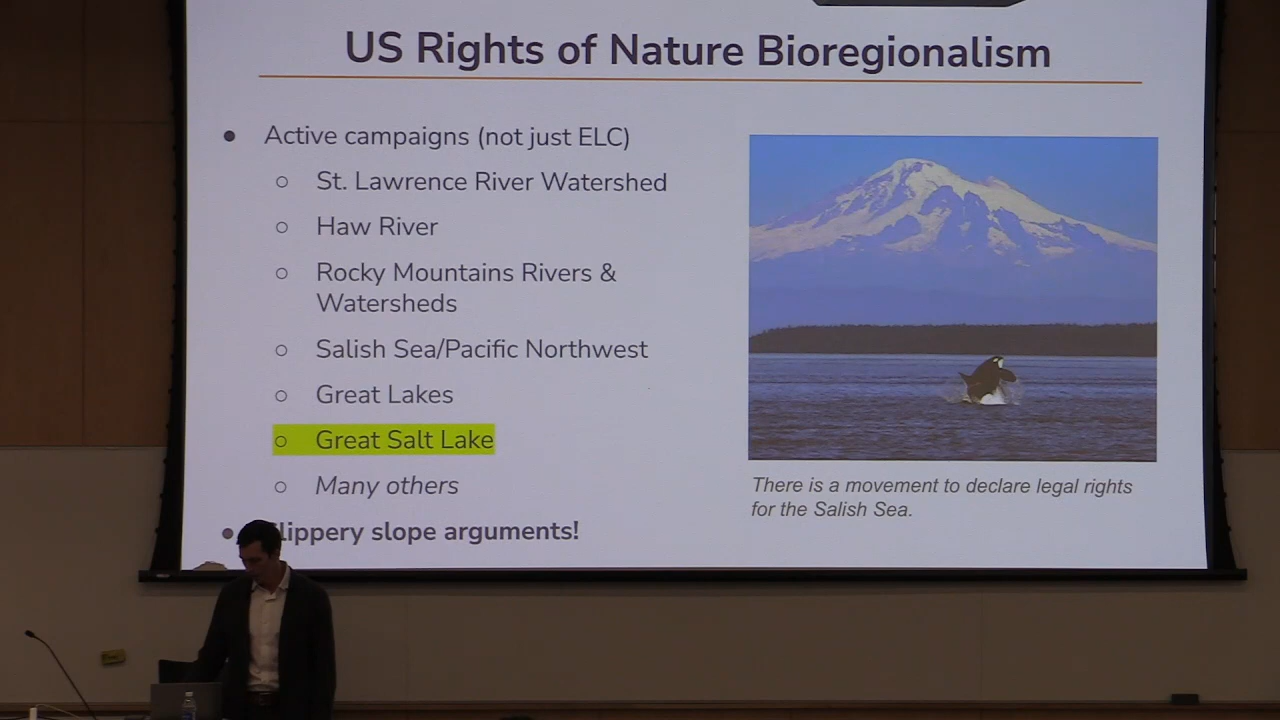 US Rights of Nature Bioregionalism
● Active campaigns (not just ELC)
○ St. Lawrence River Watershed
○ Haw River
○ Rocky Mountains Rivers &
Watersheds
○ Salish Sea/Pacific Northwest
○ Great Lakes
○ Great Salt Lake
○ Many others
● lippery slope arguments!
There is a movement to declare legal rights
for the Salish Sea.